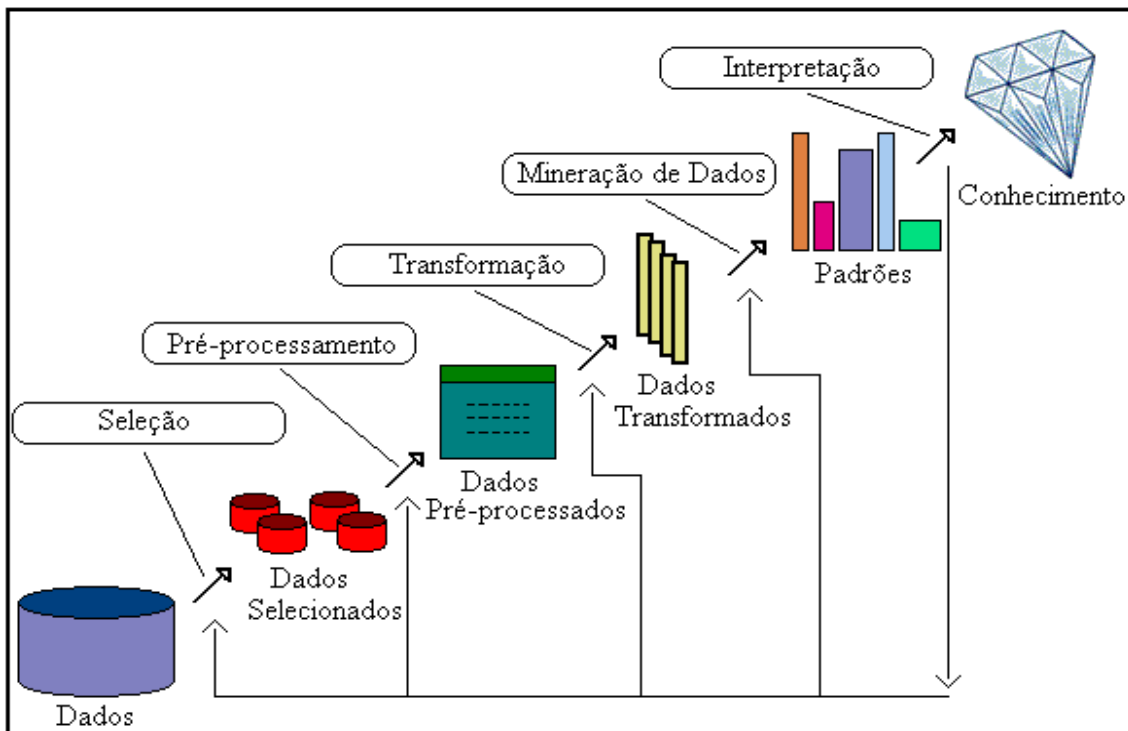 Interpretação
Conhecimento
Mineração de Dados
Padrões
Transformação
Dados
Transformados
Pré-processamento
Dados
Pré-processados
Seleção
Dados
Selecionados
Dados